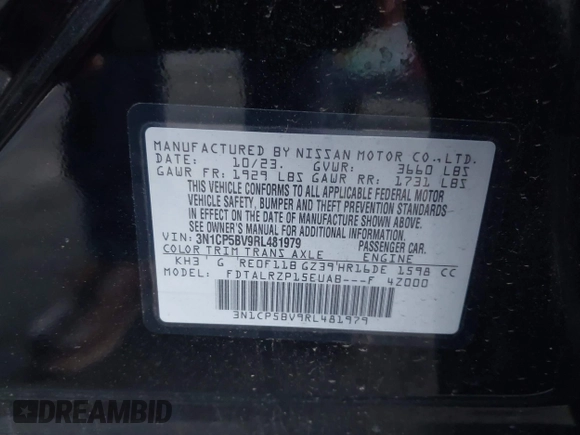 MANUFACTURED BY NISSAN MOTOR CO.,LTD.
DATE: 10/23. GVWR: 3660 LBS
GAWR FR: 1929 LBS GAWR RR: 1731 LBS
THIS VEHICLE CONFORMS TO ALL APPLICABLE FEDERAL MOTOR
VEHICLE SAFETY, BUMPER AND THEFT PREVENTION STANDARDS
IN EFFECT ON THE DATE OF MANUFACTURE SHOWN ABOVE.
SEE OWNER'S MANUAL FOR ADDITIONAL INFORMATION.
VIN: 3N1CP5BV9RL481979 PASSENGER CAR.
COLOR TRIM TRANS AXLE ENGINE
KH3 ' G 'RE0F11B GZ39'HR16DE 1598 CC
MODEL: FDTALRZP15EUAB---F 4Z000
3N1CP5BV9RL481979
DREAMBID